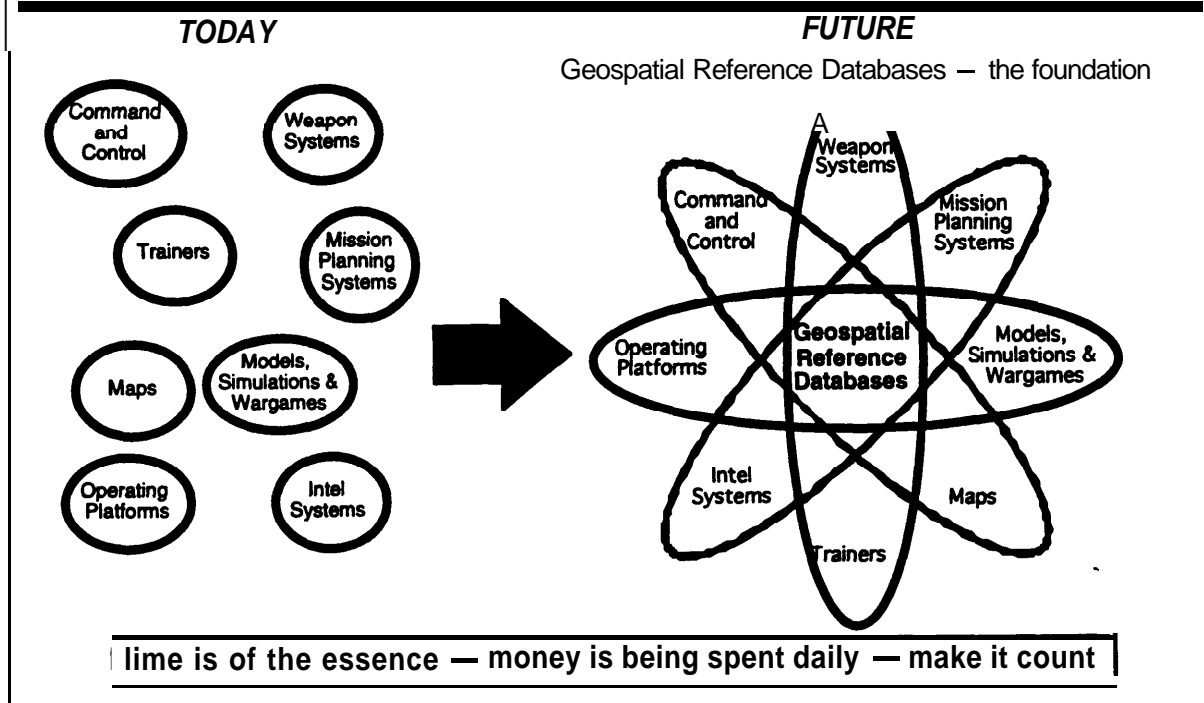 TODAY
Command
and
Control
Weapon
Systems
Trainers
Mission
Planning
Systems
Maps
Models,
Simulations &
Wargames
Operating
Platforms
Intel
Systems
FUTURE
Geospatial Reference Databases – the foundation
A
Weapon
Systems
Command
and
Control
Mission
Planning
Systems
Operating
Platforms
Geospatial
Reference
Databases
Models,
Simulations &
Wargames
Intel
Systems
Maps
Trainers
lime is of the essence — money is being spent daily — make it count